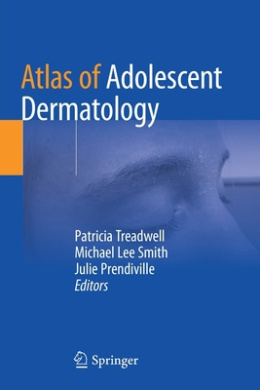 Atlas of Adolescent
Dermatology
Patricia Treadwell
Michael Lee Smith
Julie Prendiville
Editors
Springer